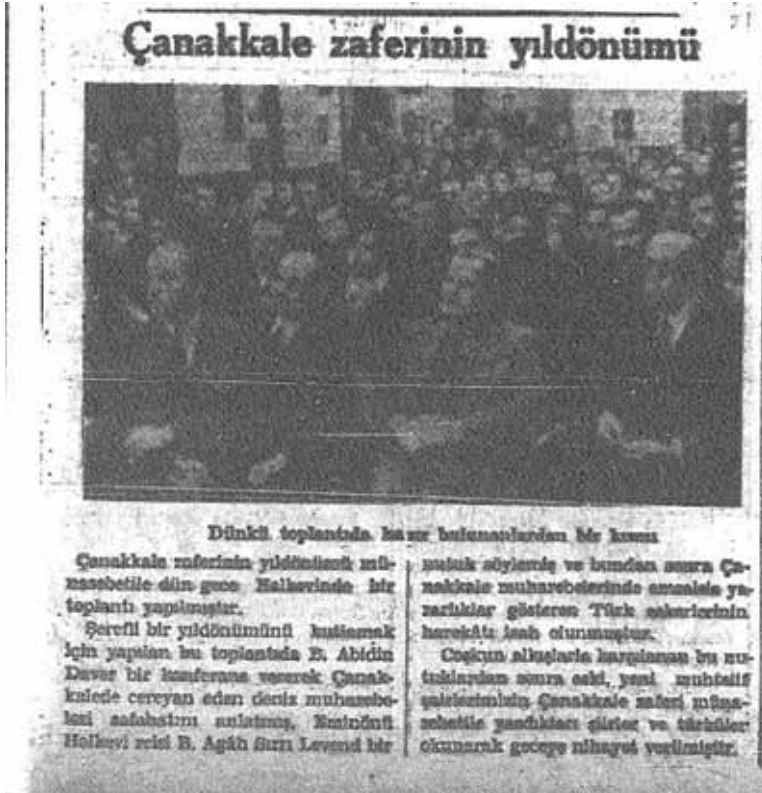 Çanakkale zaferinin yıldönümü
Dünkü toplantıda hazır bulunanlardan bir kısmı
Çanakkale zaferinin yıldönümü mü-
nasebetile dün gece Halkevinde bir
toplantı yapılmıştır.
Şerefli bir yıldönümünü kutlamak
için yapılan bu toplantıda B. Abidin
Daver bir konferans vererek Çanak-
kalede cereyan eden deniz muharebe-
lesi safahatını anlatmış, Eminönü
Halkevi reisi B. Agâh Sırrı Levend bir
nutuk söylemiş ve bundan sonra Ça-
nakkale muharebelerinde emsalsiz ya-
rarlıklar gösteren Türk askerlerinin
harekâtı izah olunmuştur.
Coşkun alkışlarla karşılanan bu nu-
tuklardan sonra eski, yeni muhtelif
şairlerimizin Çanakkale zaferi müna-
sebetile yazdıkları şiirler ve türküler
okunarak geceye nihayet verilmiştir.